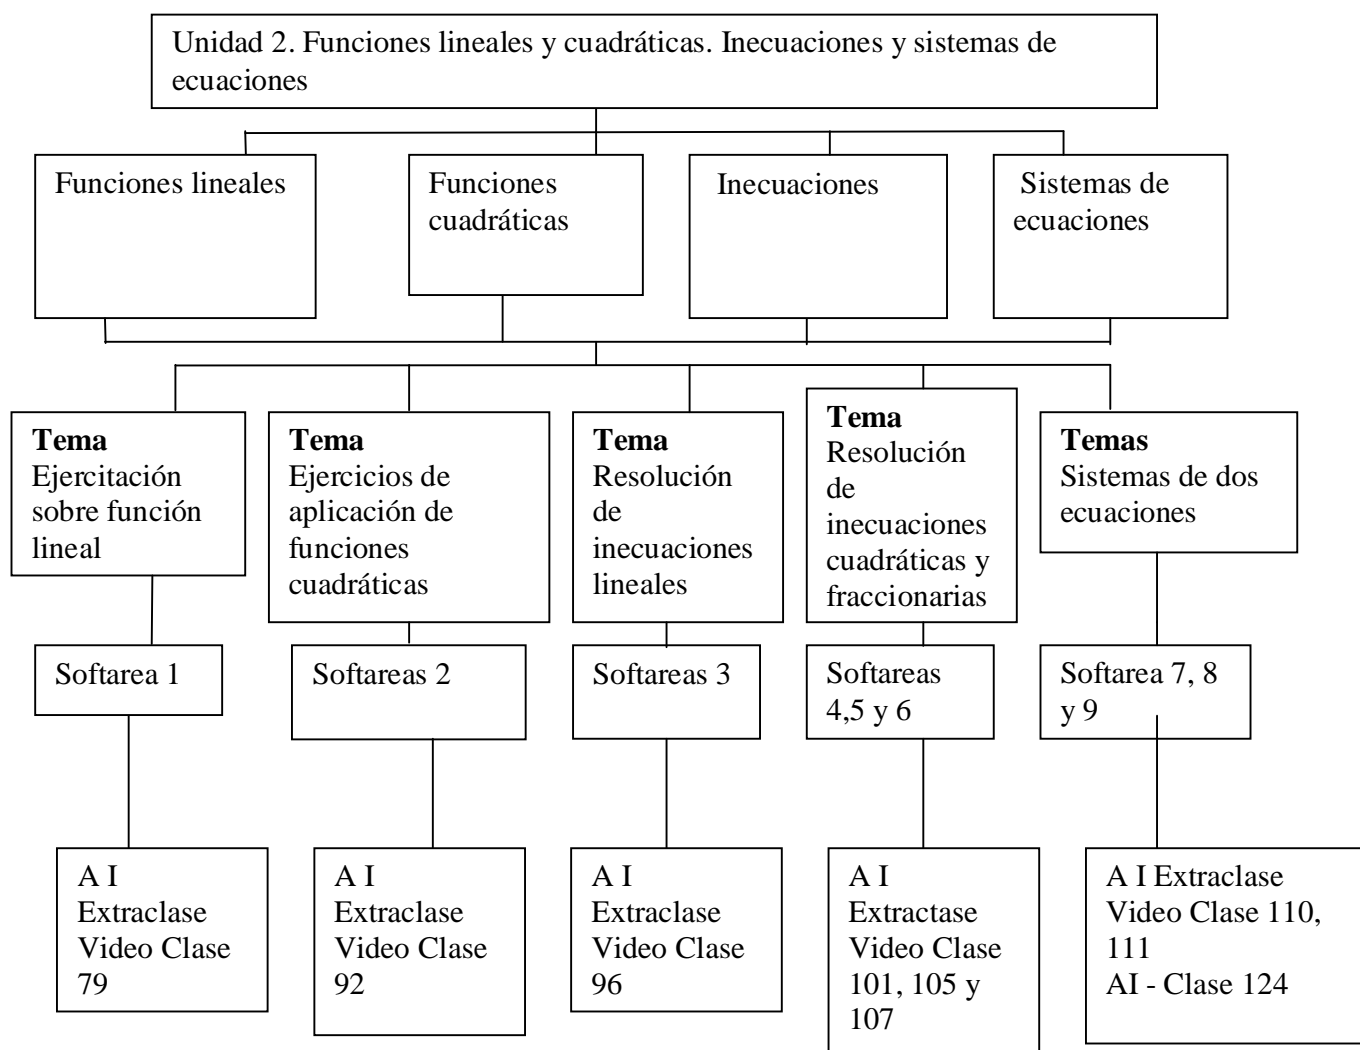 Unidad 2. Funciones lineales y cuadráticas. Inecuaciones y sistemas de
ecuaciones
Funciones lineales
Funciones
cuadráticas
Inecuaciones
Sistemas de
ecuaciones
Tema
Ejercitación
sobre función
lineal
Tema
Ejercicios de
aplicación de
funciones
cuadráticas
Tema
Resolución
de
inecuaciones
lineales
Tema
Resolución
de
inecuaciones
cuadráticas y
fraccionarias
Temas
Sistemas de dos
ecuaciones
Softarea 1
Softareas 2
Softareas 3
Softareas
4,5 y 6
Softarea 7, 8
y 9
A I
Extraclase
Video Clase
79
A I
Extraclase
Video Clase
92
A I
Extraclase
Video Clase
96
A I
Extractase
Video Clase
101, 105 y
107
A I Extraclase
Video Clase 110,
111
AI - Clase 124